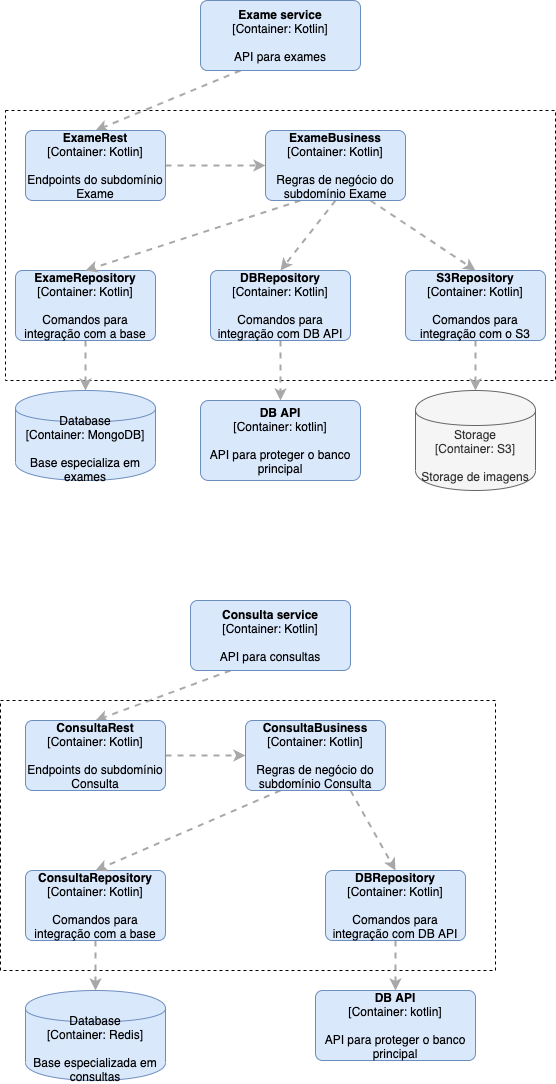 Exame service
[Container: Kotlin]
API para exames
ExameRest
[Container: Kotlin]
Endpoints do subdomínio
Exame
ExameBusiness
[Container: Kotlin]
Regras de negócio do
subdomínio Exame
ExameRepository
[Container: Kotlin]
Comandos para
integração com a base
DBRepository
[Container: Kotlin]
Comandos para
integração com DB API
S3Repository
[Container: Kotlin]
Comandos para
integração com o S3
Database
[Container: MongoDB]
Base especializa em
exames
DB API
[Container: kotlin]
API para proteger o banco
principal
Storage
[Container: S3]
Storage de imagens
Consulta service
[Container: Kotlin]
API para consultas
ConsultaRest
[Container: Kotlin]
Endpoints do subdomínio
Consulta
ConsultaBusiness
[Container: Kotlin]
Regras de negócio do
subdomínio Consulta
ConsultaRepository
[Container: Kotlin]
Comandos para
integração com a base
DBRepository
[Container: Kotlin]
Comandos para
integração com DB API
Database
[Container: Redis]
Base especializada em
consultas
DB API
[Container: kotlin]
API para proteger o banco
principal